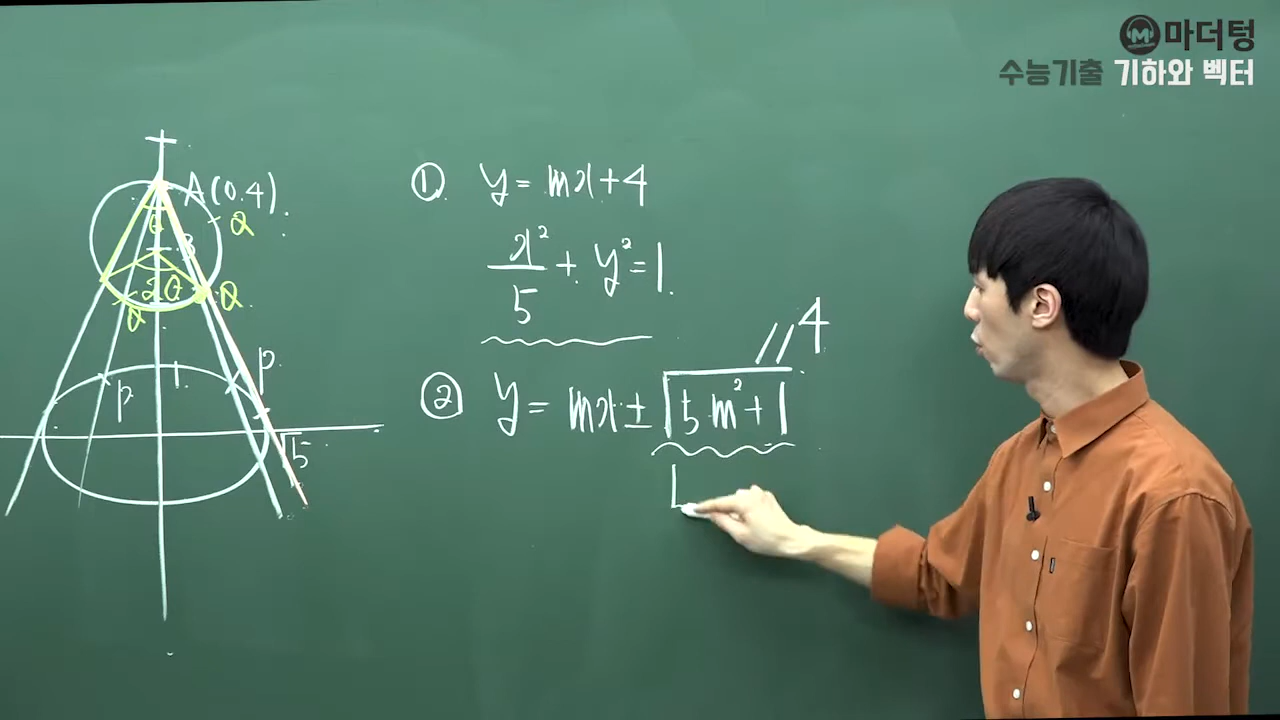 마더텅
수능기출 기하와 벡터
A(0.4)
Q
3
θ
2θ
Q
Q
1
P
P
√5
① y = mx + 4
x²/5 + y² = 1
4
② y = mx ± √5m² + 1